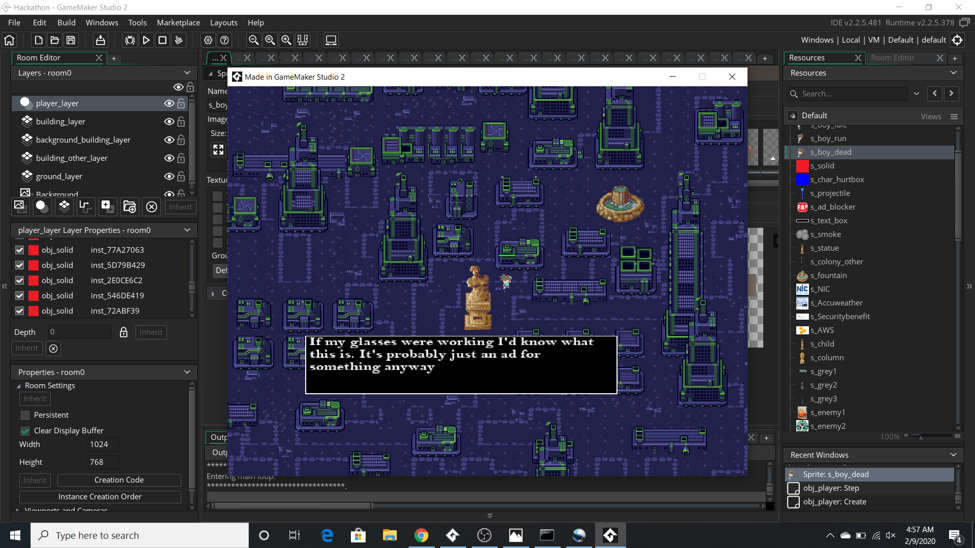 Hackathon - GameMaker Studio 2
File Edit Build Windows Tools Marketplace Layouts Help
IDE v2.2.5.481 Runtime v2.2.5.378
Windows | Local | VM | Default | default
Room Editor
Layers - room0
player_layer
building_layer
background_building_layer
building_other_layer
ground_layer
Background
Inherit
player_layer Layer Properties - room0
obj_solid inst_77A27063
obj_solid inst_5D79B429
obj_solid inst_2E0CE6C2
obj_solid inst_546DE419
obj_solid inst_72ABF39
Depth 0 Inherit
Inherit
Properties - room0
Room Settings
Inherit
Persistent
Clear Display Buffer
Width 1024
Height 768
Inherit Creation Code
Instance Creation Order
Viewports and Cameras
Size:
Made in GameMaker Studio 2
If my glasses were working I'd know what
this is. It's probably just an ad for
something anyway
Entering main loop.
**********************************.
Resources
Room Editor
Resources
Search...
Default Views
s_boy_run
s_boy_dead
s_solid
s_char_hurtbox
s_projectile
s_ad_blocker
s_text_box
s_smoke
s_statue
s_colony_other
s_fountain
s_NIC
s_Accuweather
s_Securitybenefit
s_AWS
s_child
s_column
s_grey1
s_grey2
s_grey3
s_enemy1
s_enemy2
100%
Recent Windows
Sprite: s_boy_dead
obj_player: Step
obj_player: Create
Type here to search
4:57 AM
2/9/2020
4